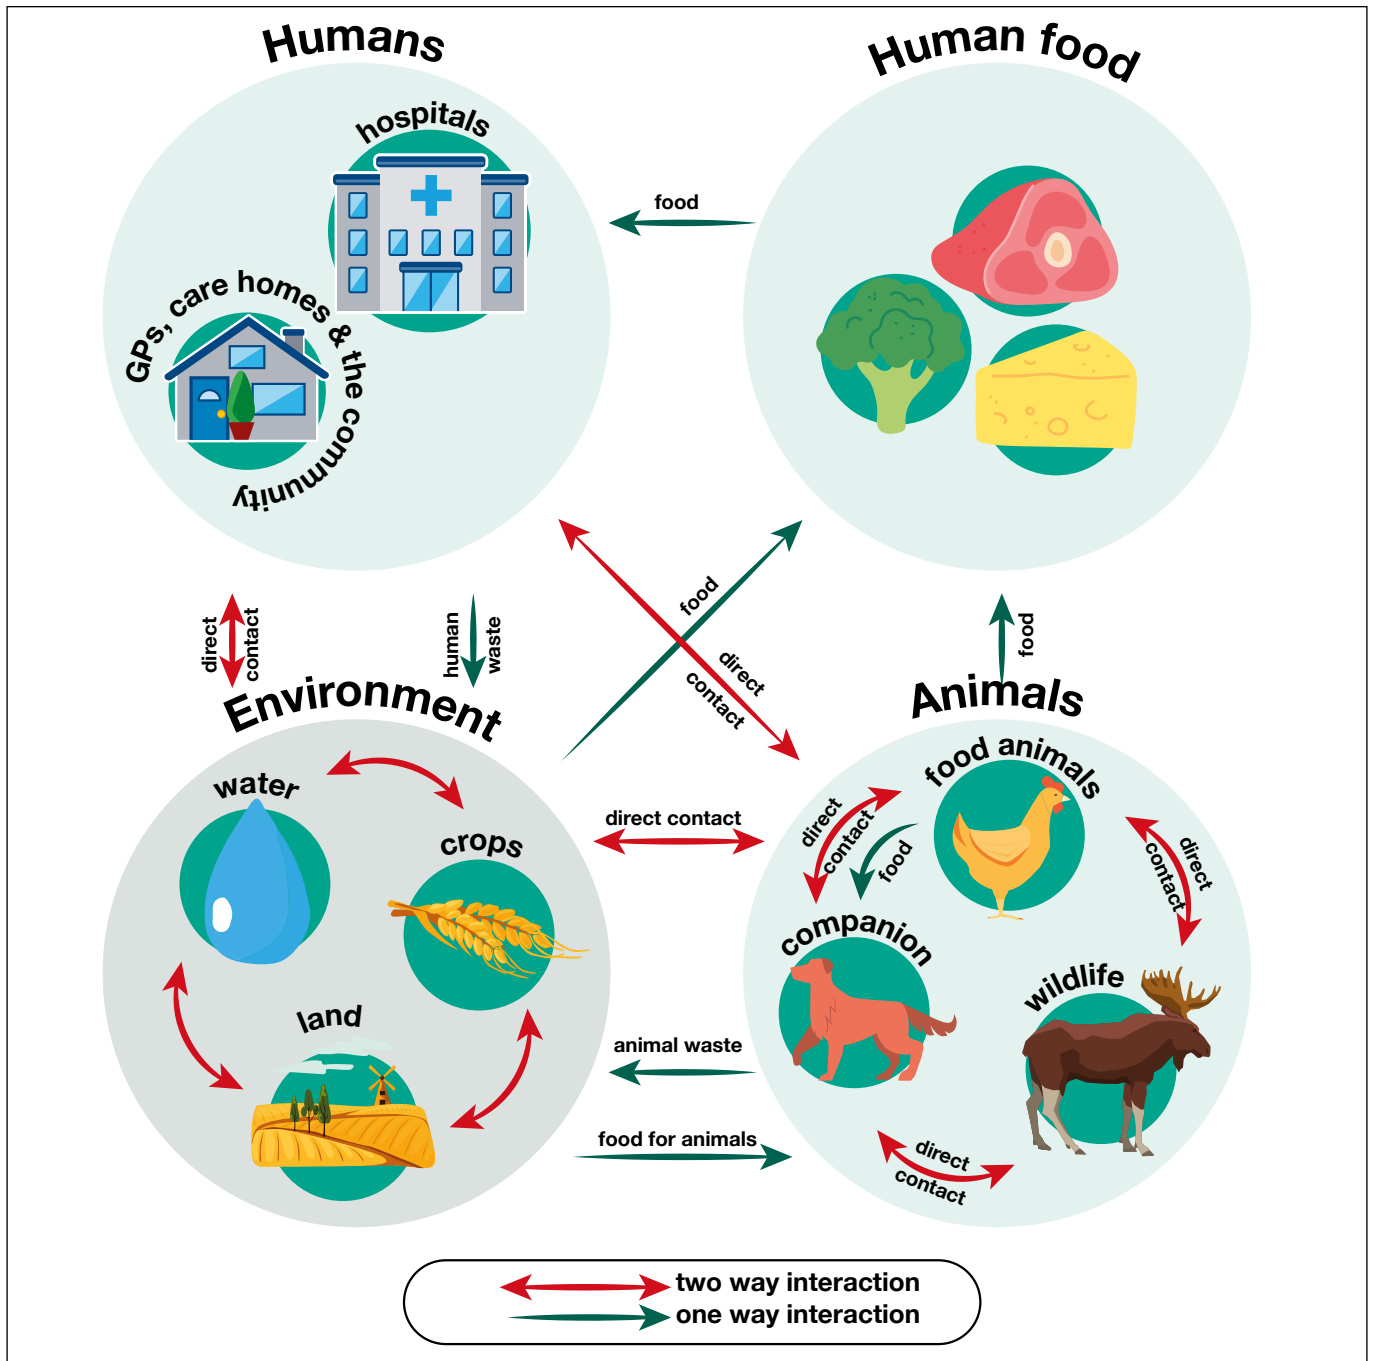 Humans
Human food
hospitals
GPs, care homes & the community
food
direct
contact
human
waste
food
direct
contact
food
Environment
Animals
water
crops
land
direct contact
food animals
direct
contact
food
direct
contact
companion
wildlife
animal waste
food for animals
direct
contact
two way interaction
one way interaction